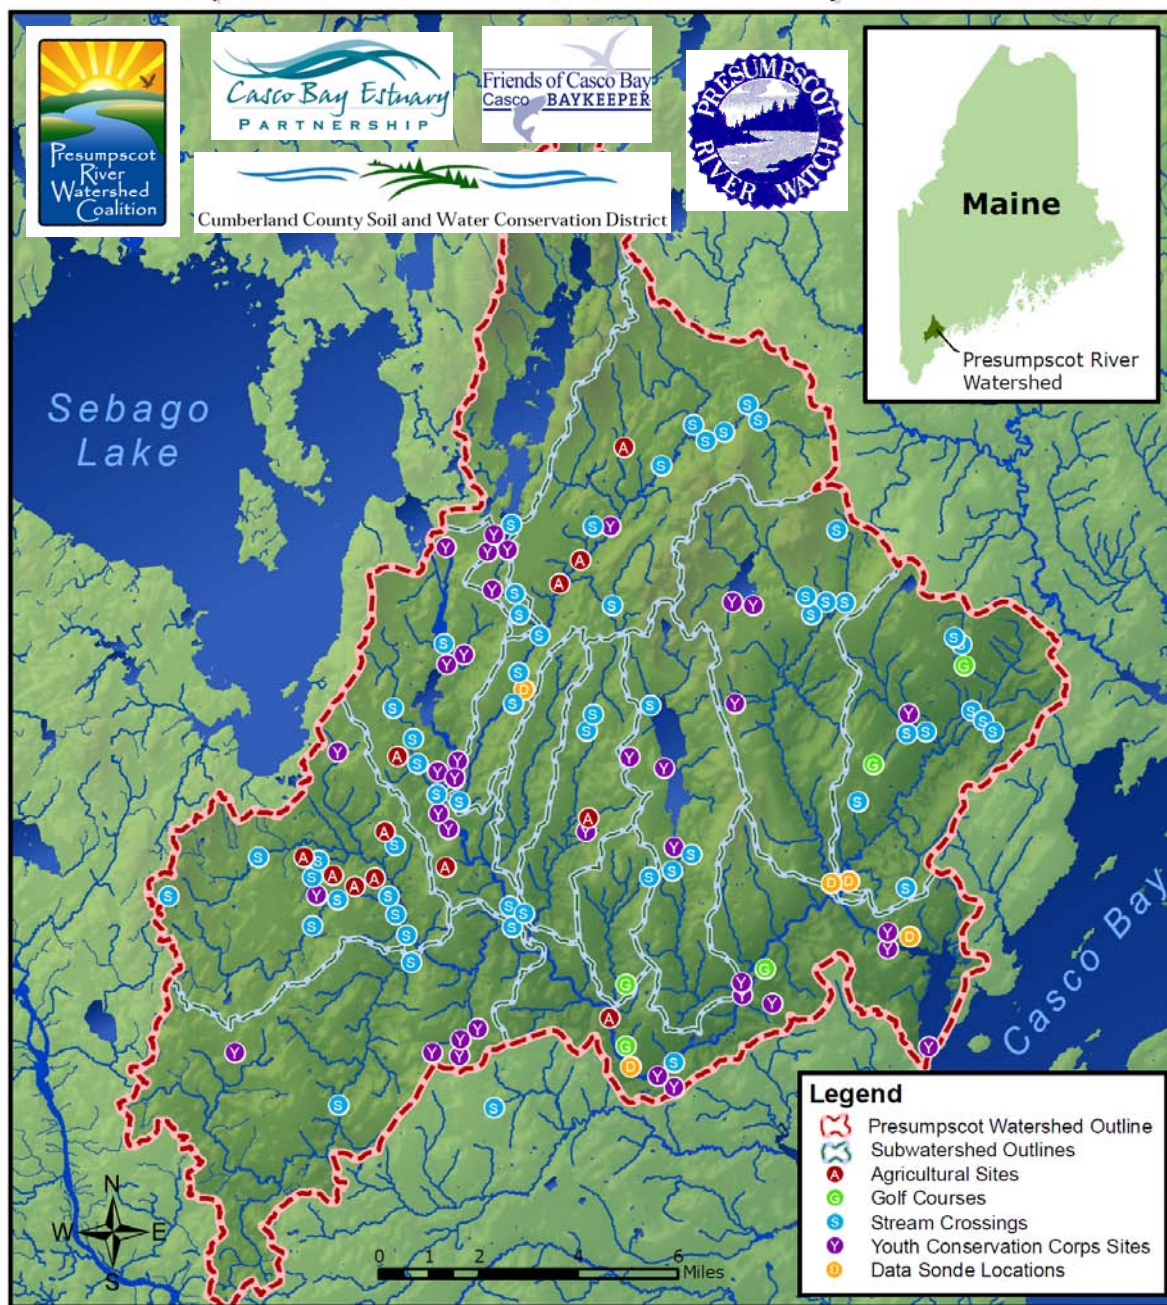 Presumpscot
River
Watershed
Coalition
Casco Bay Estuary
PARTNERSHIP
Friends of Casco Bay
Casco BAYKEEPER
PRESUMPSCOT
RIVER WATCH
Cumberland County Soil and Water Conservation District
Maine
Presumpscot River
Watershed
Sebago
Lake
Casco Bay
Legend
Presumpscot Watershed Outline
Subwatershed Outlines
A Agricultural Sites
G Golf Courses
S Stream Crossings
Y Youth Conservation Corps Sites
D Data Sonde Locations
N
W E
S
0 1 2 4 6
Miles